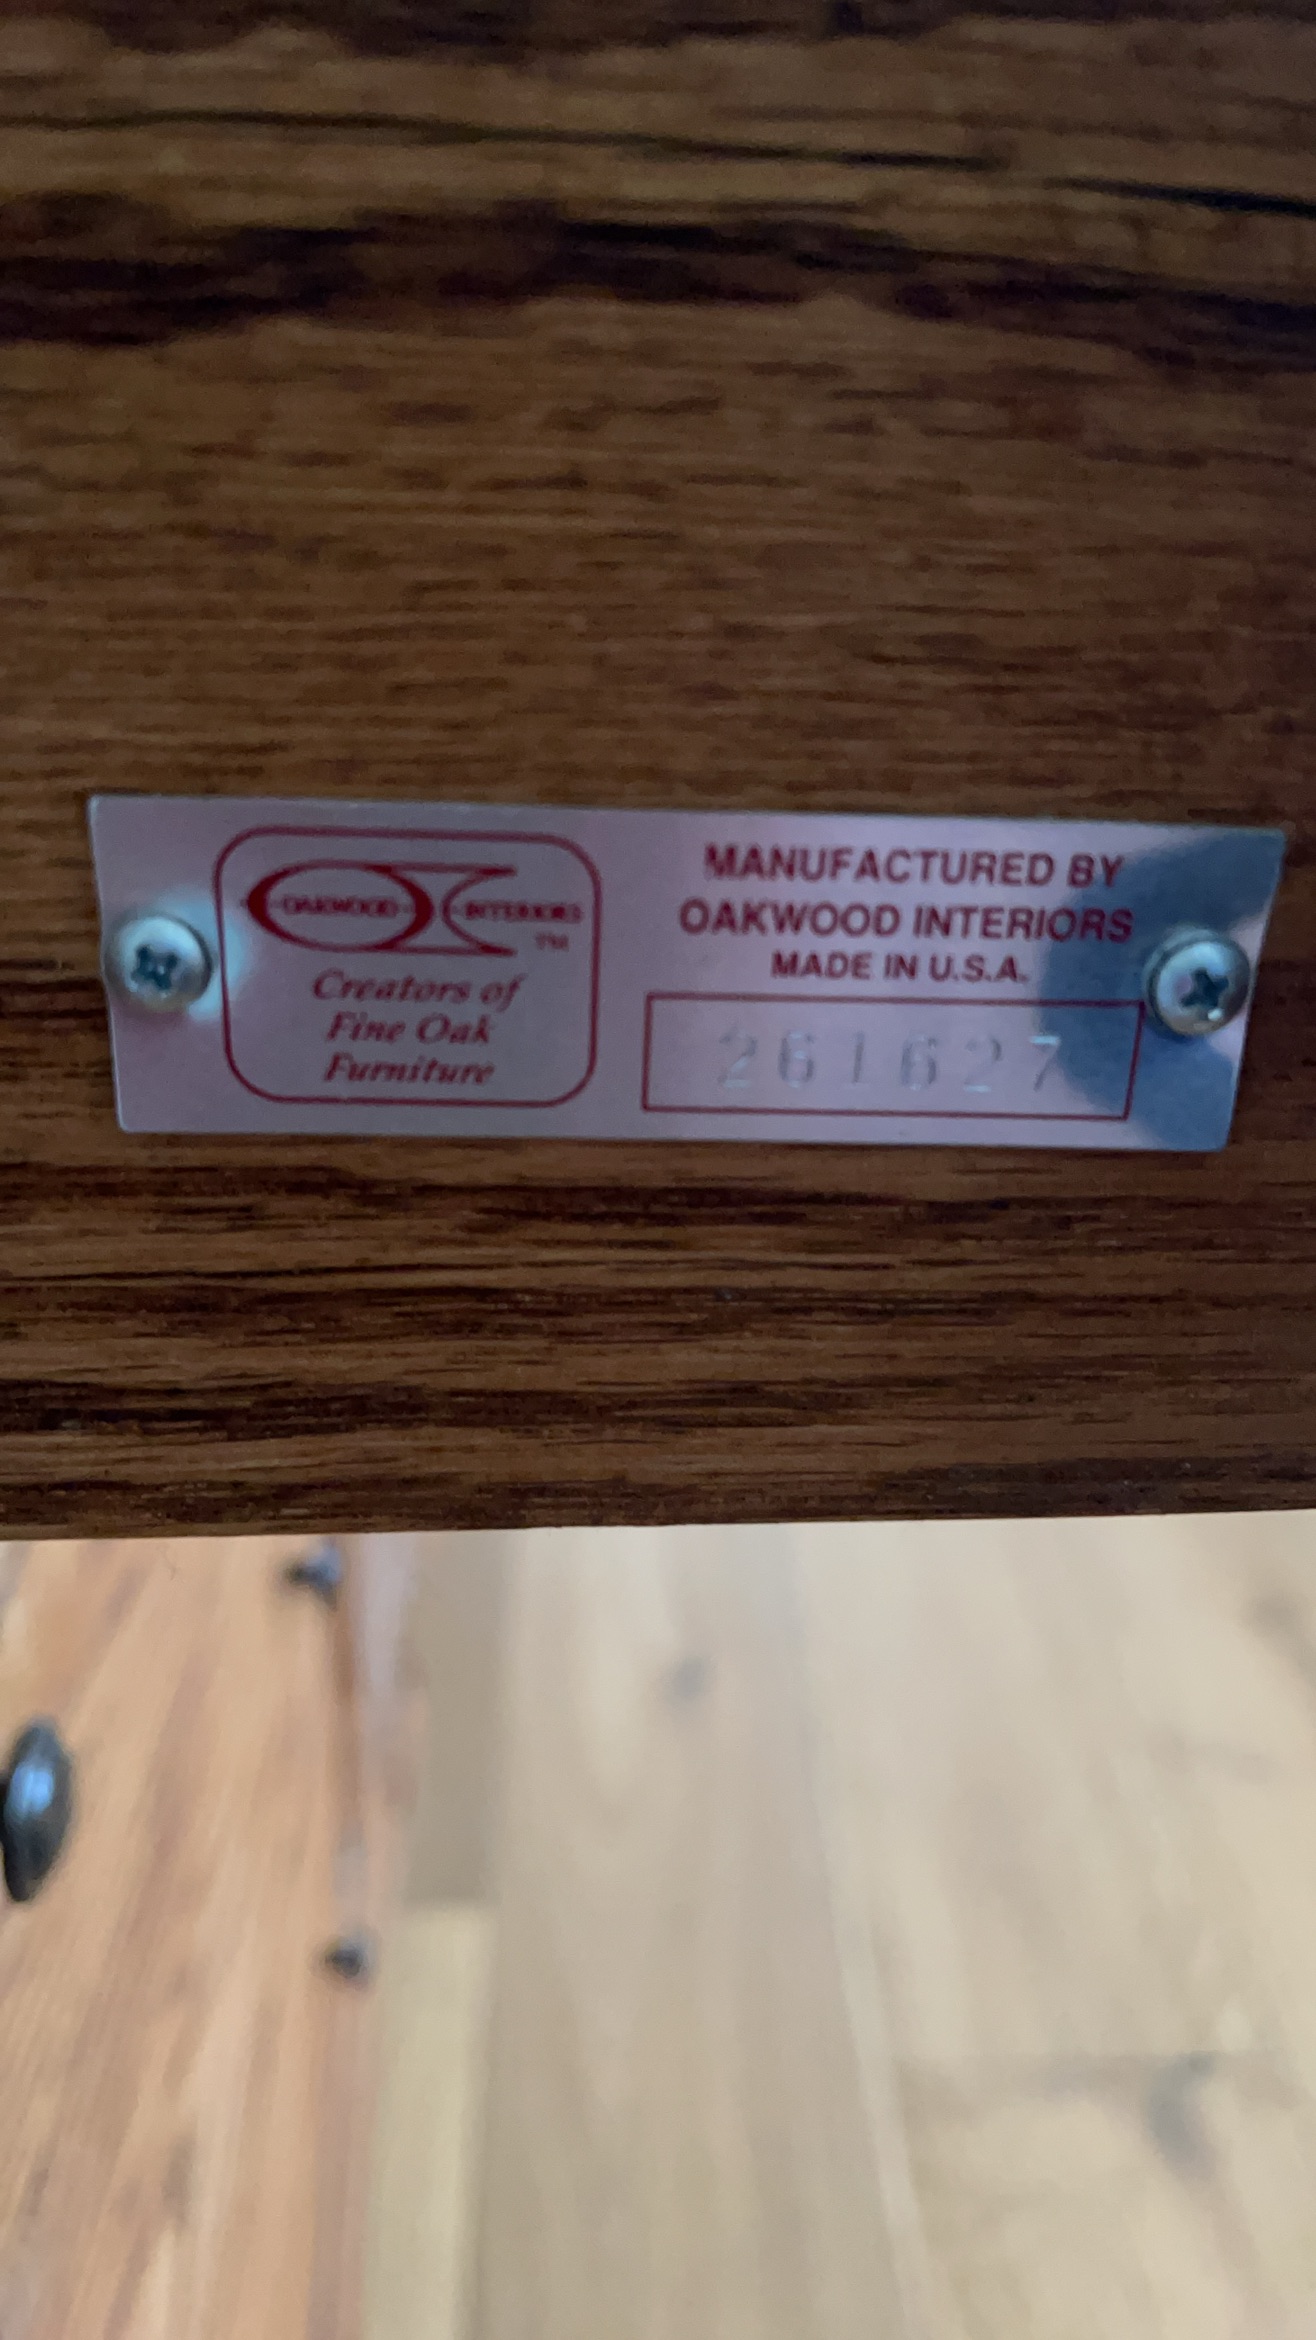 OAKWOOD INTERIORS
TM
Creators of
Fine Oak
Furniture
MANUFACTURED BY
OAKWOOD INTERIORS
MADE IN U.S.A.
261627